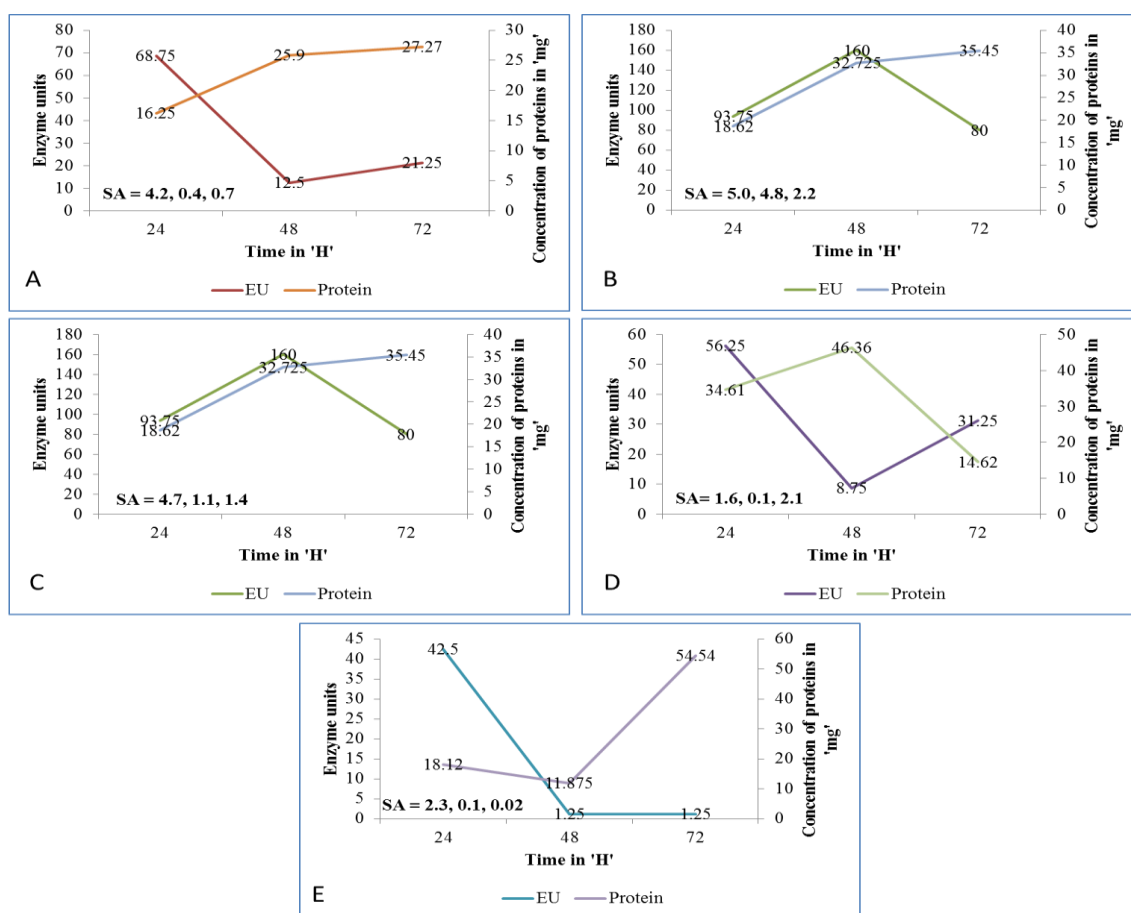 80
70
60
50
40
30
20
10
0
Enzyme units
30
25
20
15
10
5
0
Concentration of proteins in 'mg'
68.75
12.5
21.25
16.25
25.9
27.27
SA = 4.2, 0.4, 0.7
24 48 72
Time in 'H'
A
EU Protein
180
160
140
120
100
80
60
40
20
0
Enzyme units
40
35
30
25
20
15
10
5
0
Concentration of proteins in
'mg'
93.75
160
80
18.62
32.725
35.45
SA = 5.0, 4.8, 2.2
24 48 72
Time in 'H'
B
EU Protein
180
160
140
120
100
80
60
40
20
0
Enzyme units
40
35
30
25
20
15
10
5
0
Concentration of proteins in
'mg'
93.75
160
80
18.62
32.725
35.45
SA = 4.7, 1.1, 1.4
24 48 72
Time in 'H'
C
EU Protein
60
50
40
30
20
10
0
Enzyme units
50
40
30
20
10
0
Concentration of proteins in
'mg'
56.25
8.75
31.25
34.61
46.36
14.62
SA= 1.6, 0.1, 2.1
24 48 72
Time in 'H'
D
EU Protein
45
40
35
30
25
20
15
10
5
0
Enzyme units
60
50
40
30
20
10
0
Concentration of proteins in
'mg'
42.5
1.25
1.25
18.12
11.875
54.54
SA = 2.3, 0.1, 0.02
24 48 72
Time in 'H'
E
EU Protein